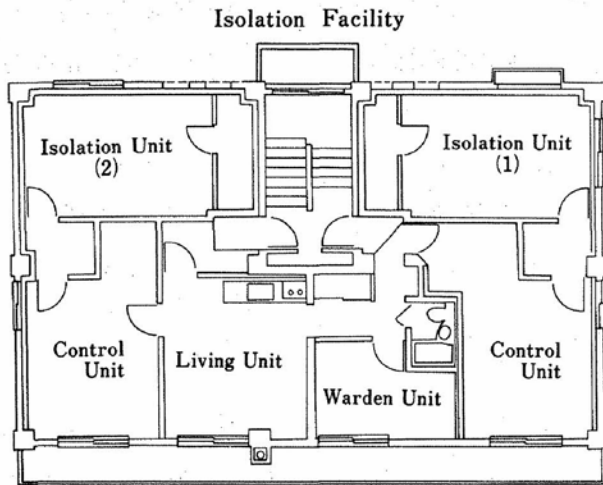 Isolation Facility
Isolation Unit
(2)
Isolation Unit
(1)
Control
Unit
Living Unit
Warden Unit
Control
Unit